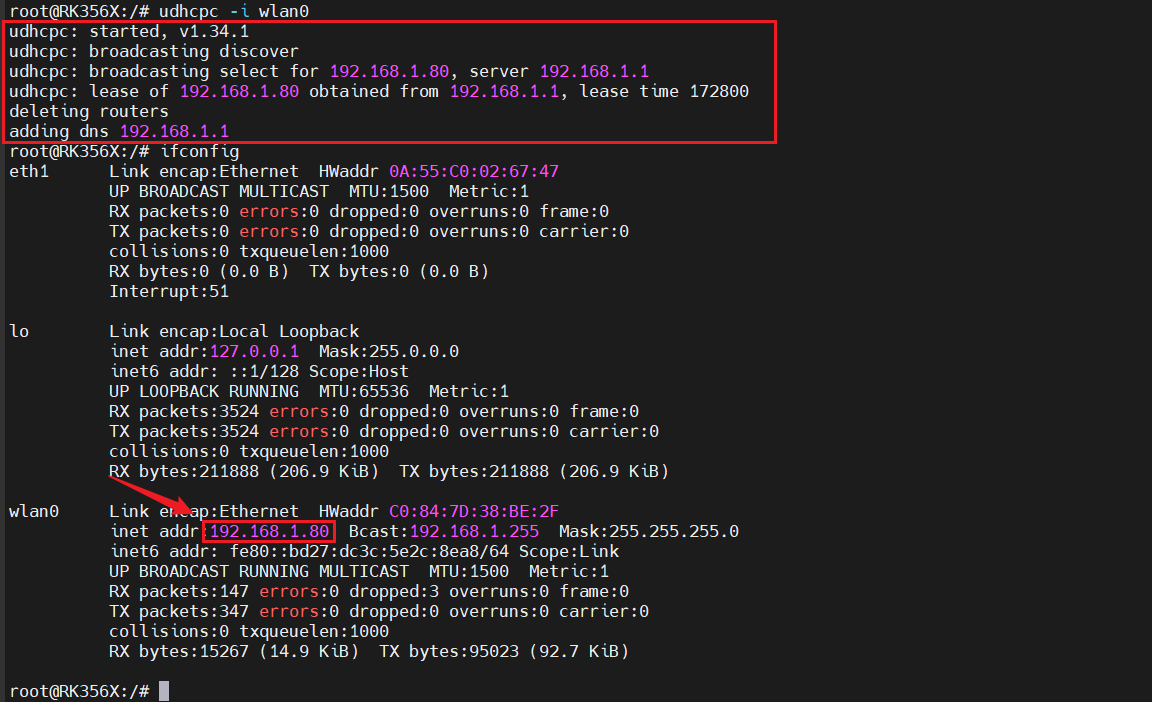 root@RK356X:/# udhcpc -i wlan0
udhcpc: started, v1.34.1
udhcpc: broadcasting discover
udhcpc: broadcasting select for 192.168.1.80, server 192.168.1.1
udhcpc: lease of 192.168.1.80 obtained from 192.168.1.1, lease time 172800
deleting routers
adding dns 192.168.1.1
root@RK356X:/# ifconfig
eth1      Link encap:Ethernet  HWaddr 0A:55:C0:02:67:47
          UP BROADCAST MULTICAST  MTU:1500  Metric:1
          RX packets:0 errors:0 dropped:0 overruns:0 frame:0
          TX packets:0 errors:0 dropped:0 overruns:0 carrier:0
          collisions:0 txqueuelen:1000
          RX bytes:0 (0.0 B)  TX bytes:0 (0.0 B)
          Interrupt:51

lo        Link encap:Local Loopback
          inet addr:127.0.0.1  Mask:255.0.0.0
          inet6 addr: ::1/128 Scope:Host
          UP LOOPBACK RUNNING  MTU:65536  Metric:1
          RX packets:3524 errors:0 dropped:0 overruns:0 frame:0
          TX packets:3524 errors:0 dropped:0 overruns:0 carrier:0
          collisions:0 txqueuelen:1000
          RX bytes:211888 (206.9 KiB)  TX bytes:211888 (206.9 KiB)

wlan0     Link encap:Ethernet  HWaddr C0:84:7D:38:BE:2F
          inet addr:192.168.1.80  Bcast:192.168.1.255  Mask:255.255.255.0
          inet6 addr: fe80::bd27:dc3c:5e2c:8ea8/64 Scope:Link
          UP BROADCAST RUNNING MULTICAST  MTU:1500  Metric:1
          RX packets:147 errors:0 dropped:3 overruns:0 frame:0
          TX packets:347 errors:0 dropped:0 overruns:0 carrier:0
          collisions:0 txqueuelen:1000
          RX bytes:15267 (14.9 KiB)  TX bytes:95023 (92.7 KiB)

root@RK356X:/#